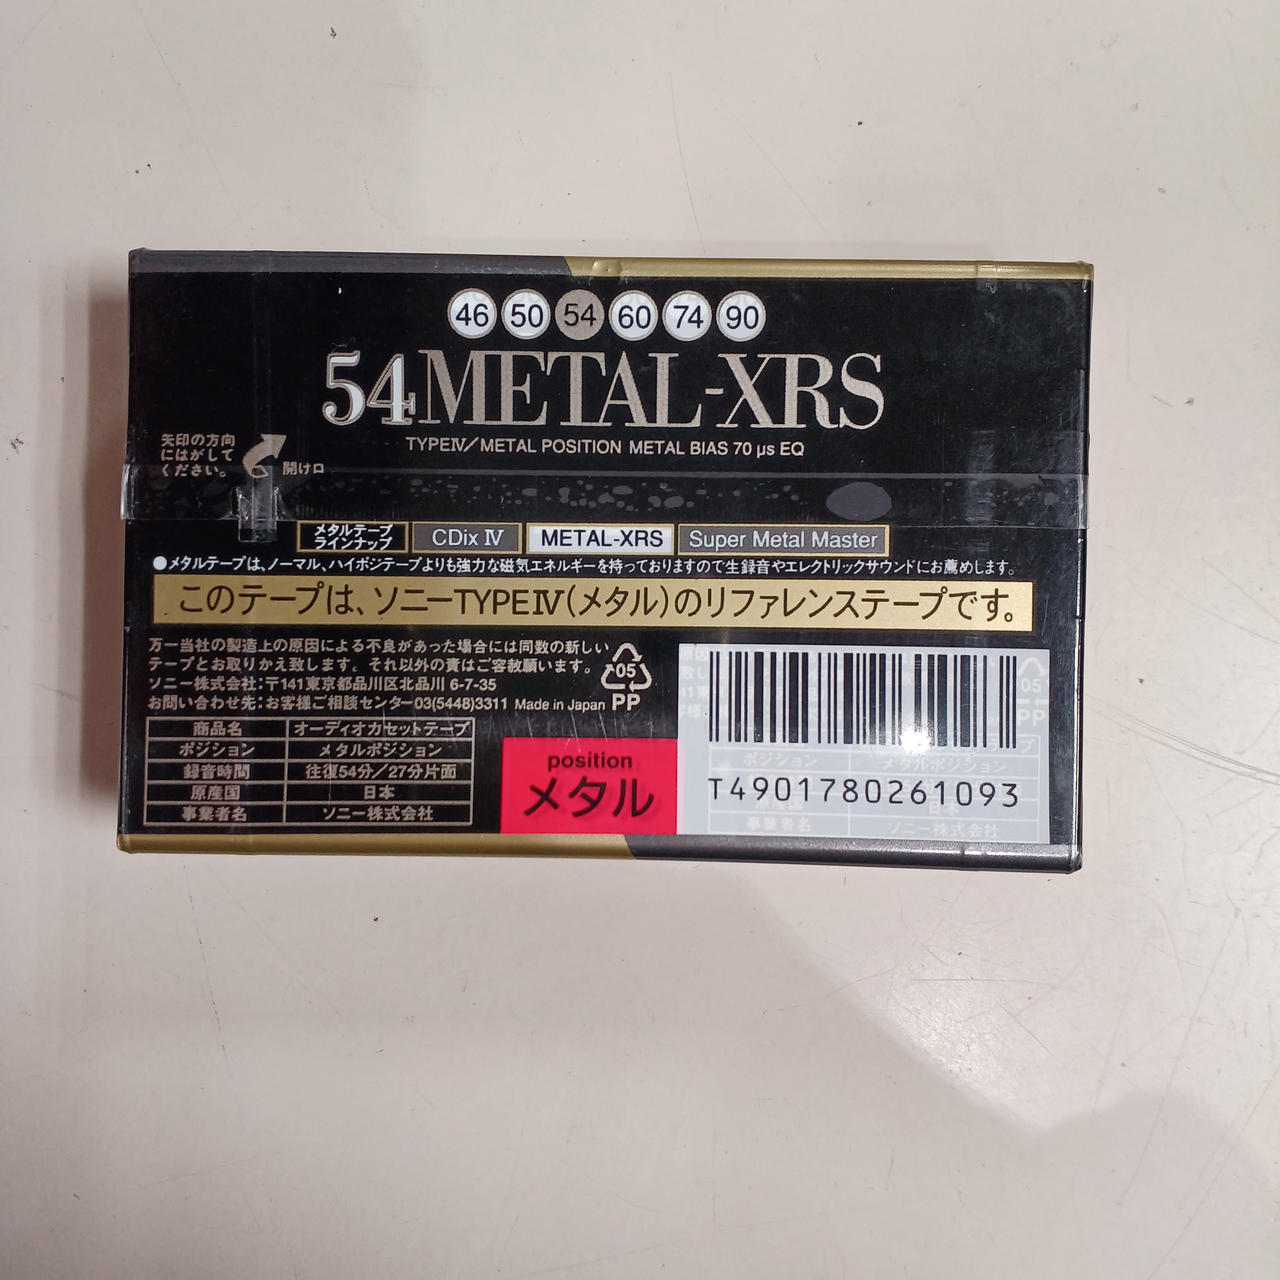 46 50 54 60 74 90
54 METAL-XRS
TYPEⅣ/METAL POSITION METAL BIAS 70 µs EQ
矢印の方向
にはがして
ください。
開け口
メタルテープ
ラインナップ
CDix Ⅳ
METAL-XRS
Super Metal Master
●メタルテープは、ノーマル、ハイポジテープよりも強力な磁気エネルギーを持っておりますので生録音やエレクトリックサウンドにお薦めします。
このテープは、ソニーTYPEⅣ(メタル)のリファレンステープです。
万一当社の製造上の原因による不良があった場合には同数の新しい
テープとお取りかえ致します。それ以外の責はご容赦願います。
ソニー株式会社:〒141東京都品川区北品川 6-7-35
お問い合わせ先:お客様ご相談センター03(5448)3311 Made in Japan
05
PP
商品名 オーディオカセットテープ
ポジション メタルポジション
録音時間 往復54分/27分片面
原産国 日本
事業者名 ソニー株式会社
position
メタル
T4901780261093